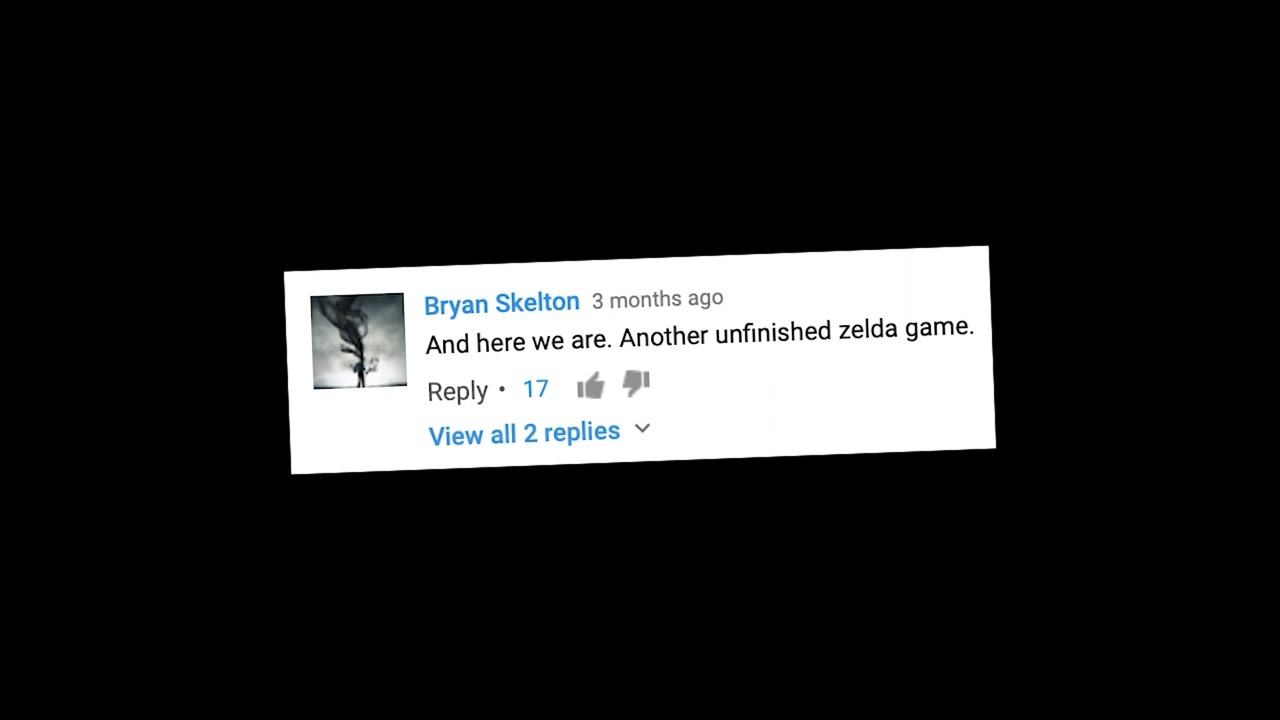 Bryan Skelton 3 months ago
And here we are. Another unfinished zelda game.
Reply • 17
View all 2 replies